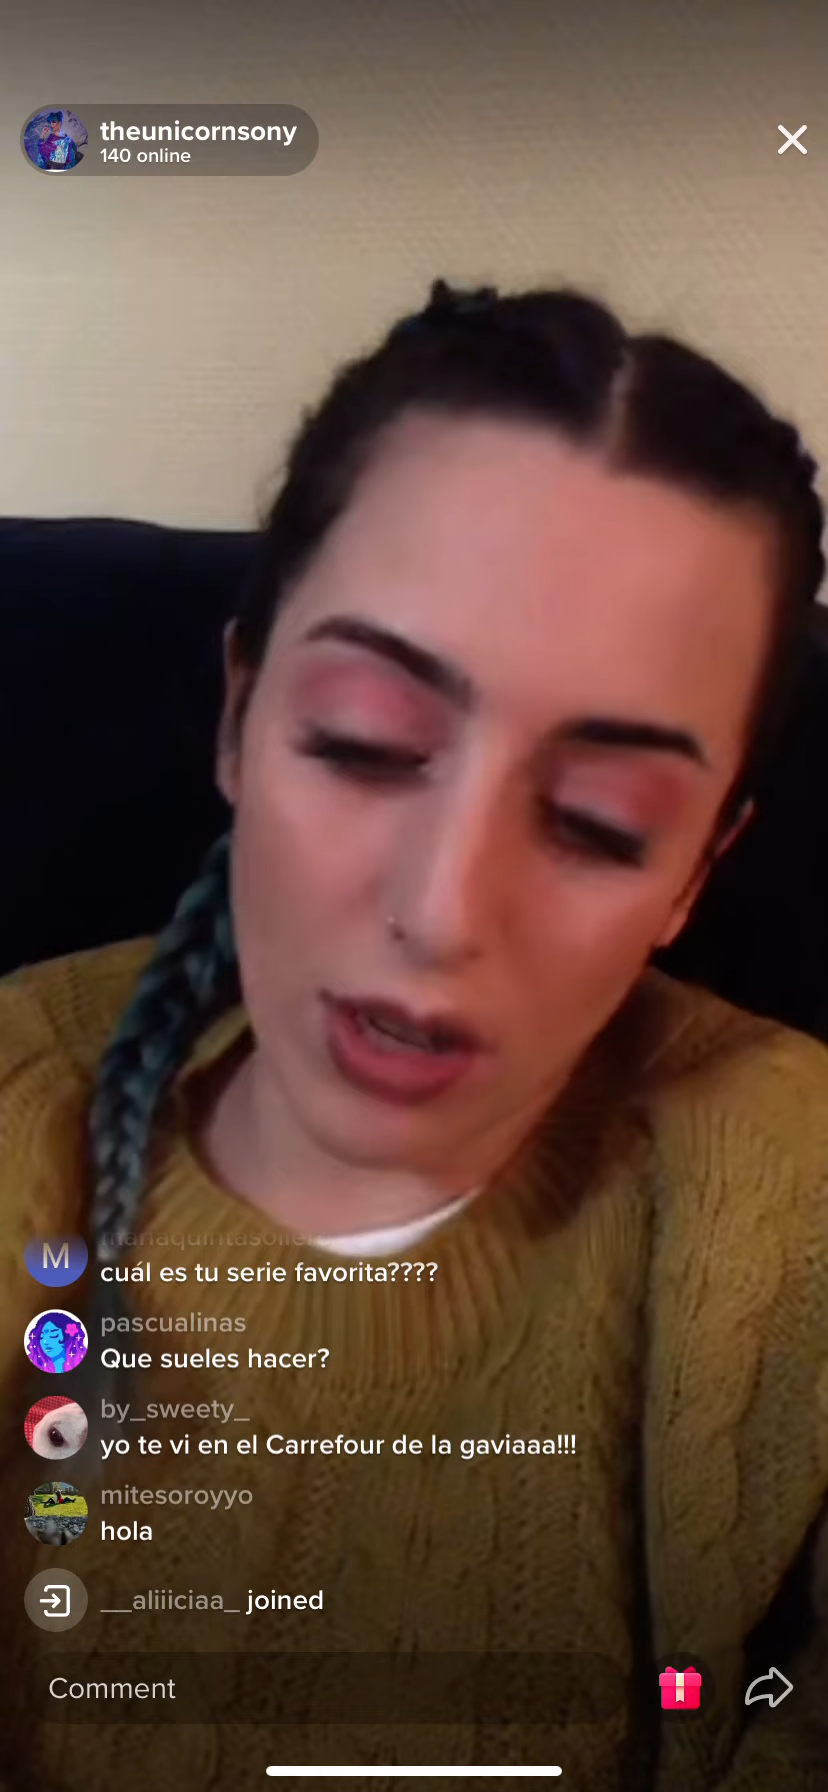 theunicornsony
140 online
M
cuál es tu serie favorita????
pascualinas
Que sueles hacer?
by_sweety_
yo te vi en el Carrefour de la gaviaaa!!!
mitesoroyyo
hola
__aliiiciaa_ joined
Comment